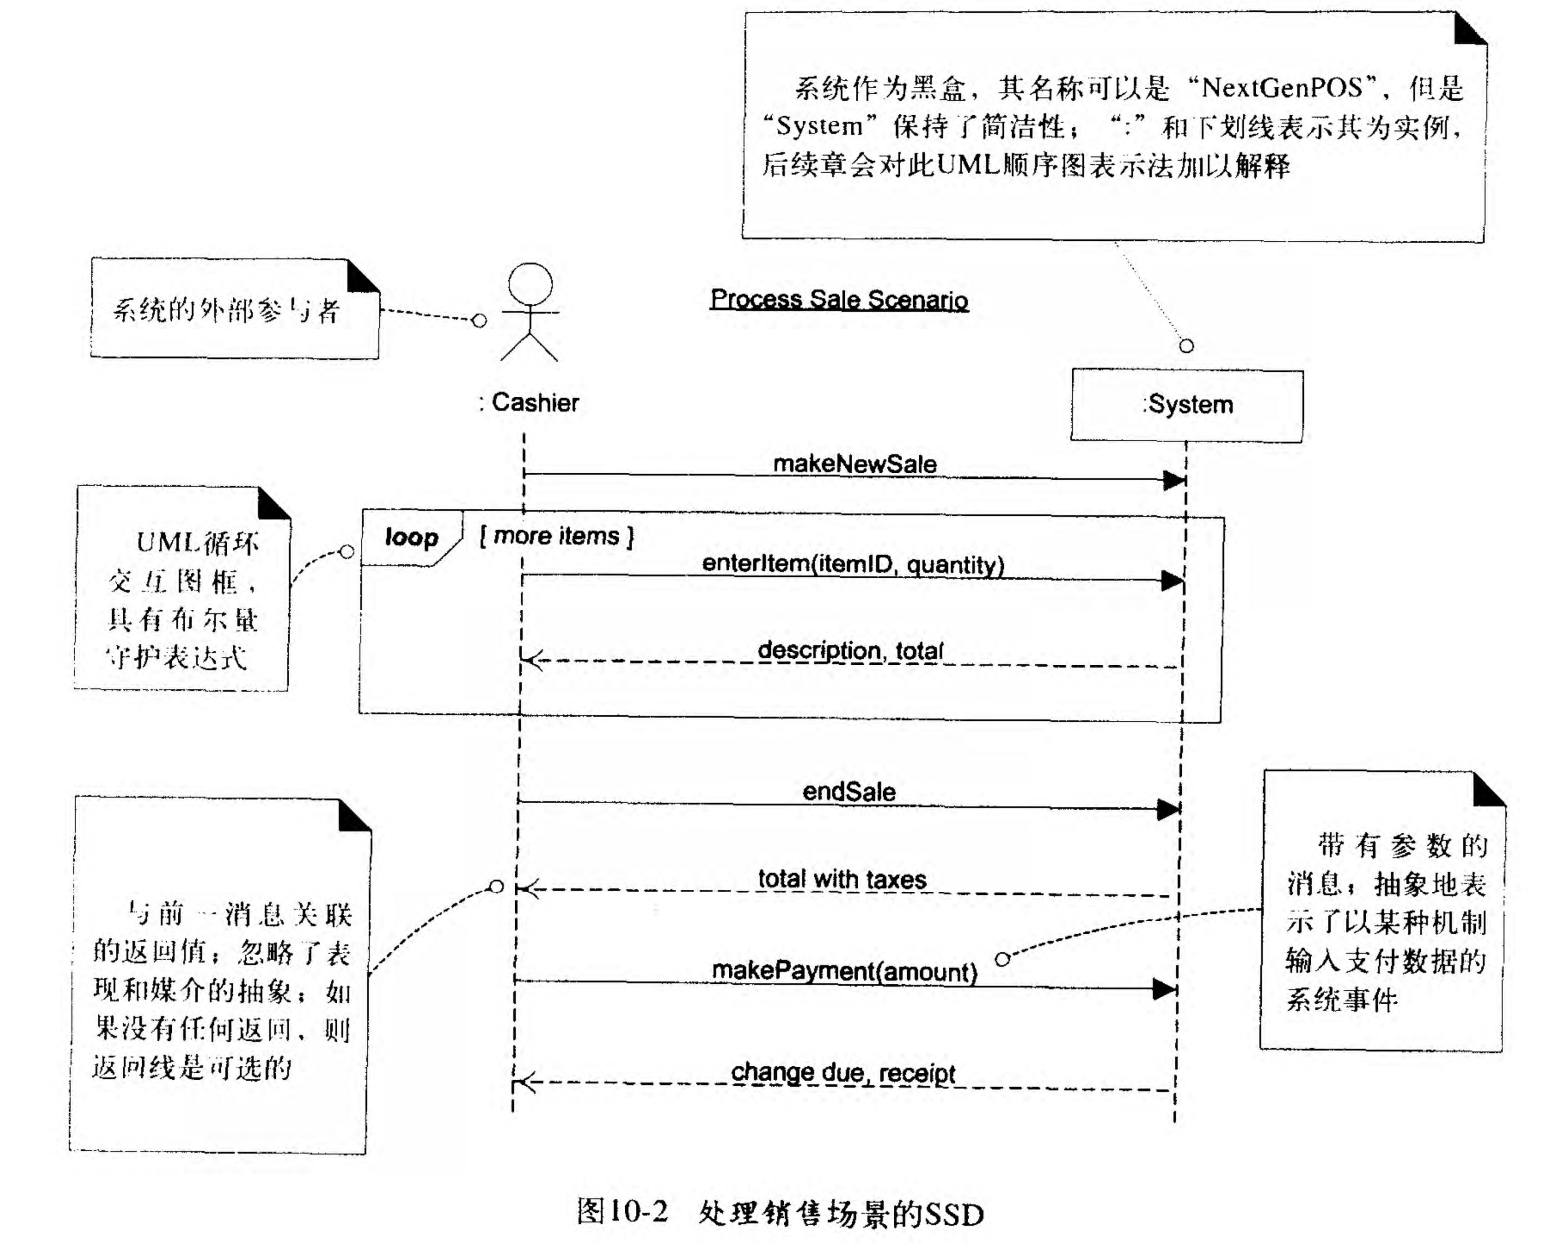 系统作为黑盒，其名称可以是“NextGenPOS”，但是
“System”保持了简洁性；“:”和下划线表示其为实例，
后续章会对此UML顺序图表示法加以解释
系统的外部参与者
Process Sale Scenario
: Cashier
:System
makeNewSale
UML循环
交互图框，
具有布尔量
守护表达式
loop
[ more items ]
enterItem(itemID, quantity)
description, total
endSale
total with taxes
与前一消息关联
的返回值；忽略了表
现和媒介的抽象；如
果没有任何返回，则
返回线是可选的
带有参数的
消息；抽象地表
示了以某种机制
输入支付数据的
系统事件
makePayment(amount)
change due, receipt
图10-2 处理销售场景的SSD